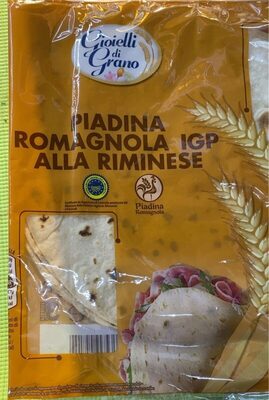 Gioielli
di
Grano
PIADINA
ROMAGNOLA IGP
ALLA RIMINESE
Piadina
Romagnola